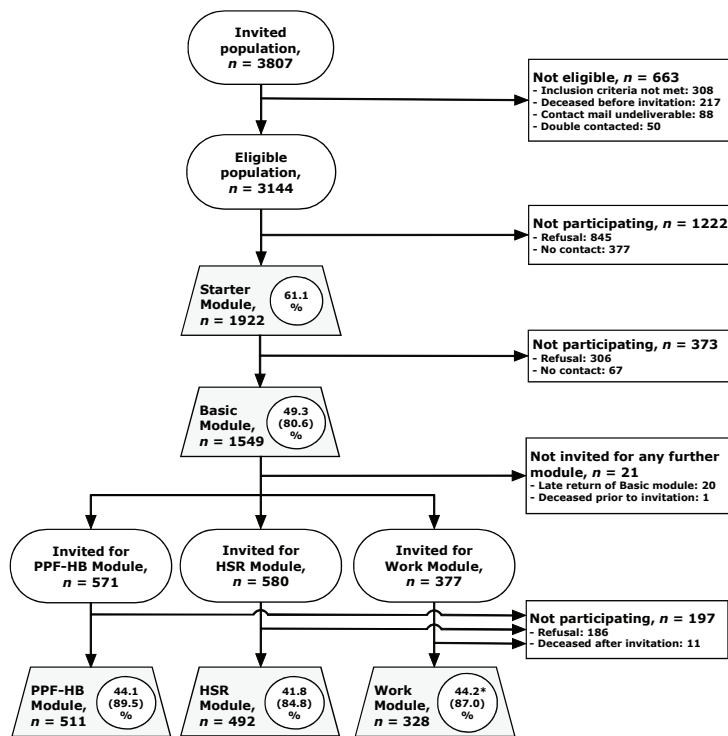 Invited
population,
n = 3807
Not eligible, n = 663
- Inclusion criteria not met: 308
- Deceased before invitation: 217
- Contact mail undeliverable: 88
- Double contacted: 50
Eligible
population,
n = 3144
Not participating, n = 1222
- Refusal: 845
- No contact: 377
Starter
Module,
n = 1922
61.1
%
Not participating, n = 373
- Refusal: 306
- No contact: 67
Basic
Module,
n = 1549
49.3
(80.6)
%
Not invited for any further
module, n = 21
- Late return of Basic module: 20
- Deceased prior to invitation: 1
Invited for
PPF-HB Module,
n = 571
Invited for
HSR Module,
n = 580
Invited for
Work Module,
n = 377
Not participating, n = 197
- Refusal: 186
- Deceased after invitation: 11
PPF-HB
Module,
n = 511
44.1
(89.5)
%
HSR
Module,
n = 492
41.8
(84.8)
%
Work
Module,
n = 328
44.2*
(87.0)
%